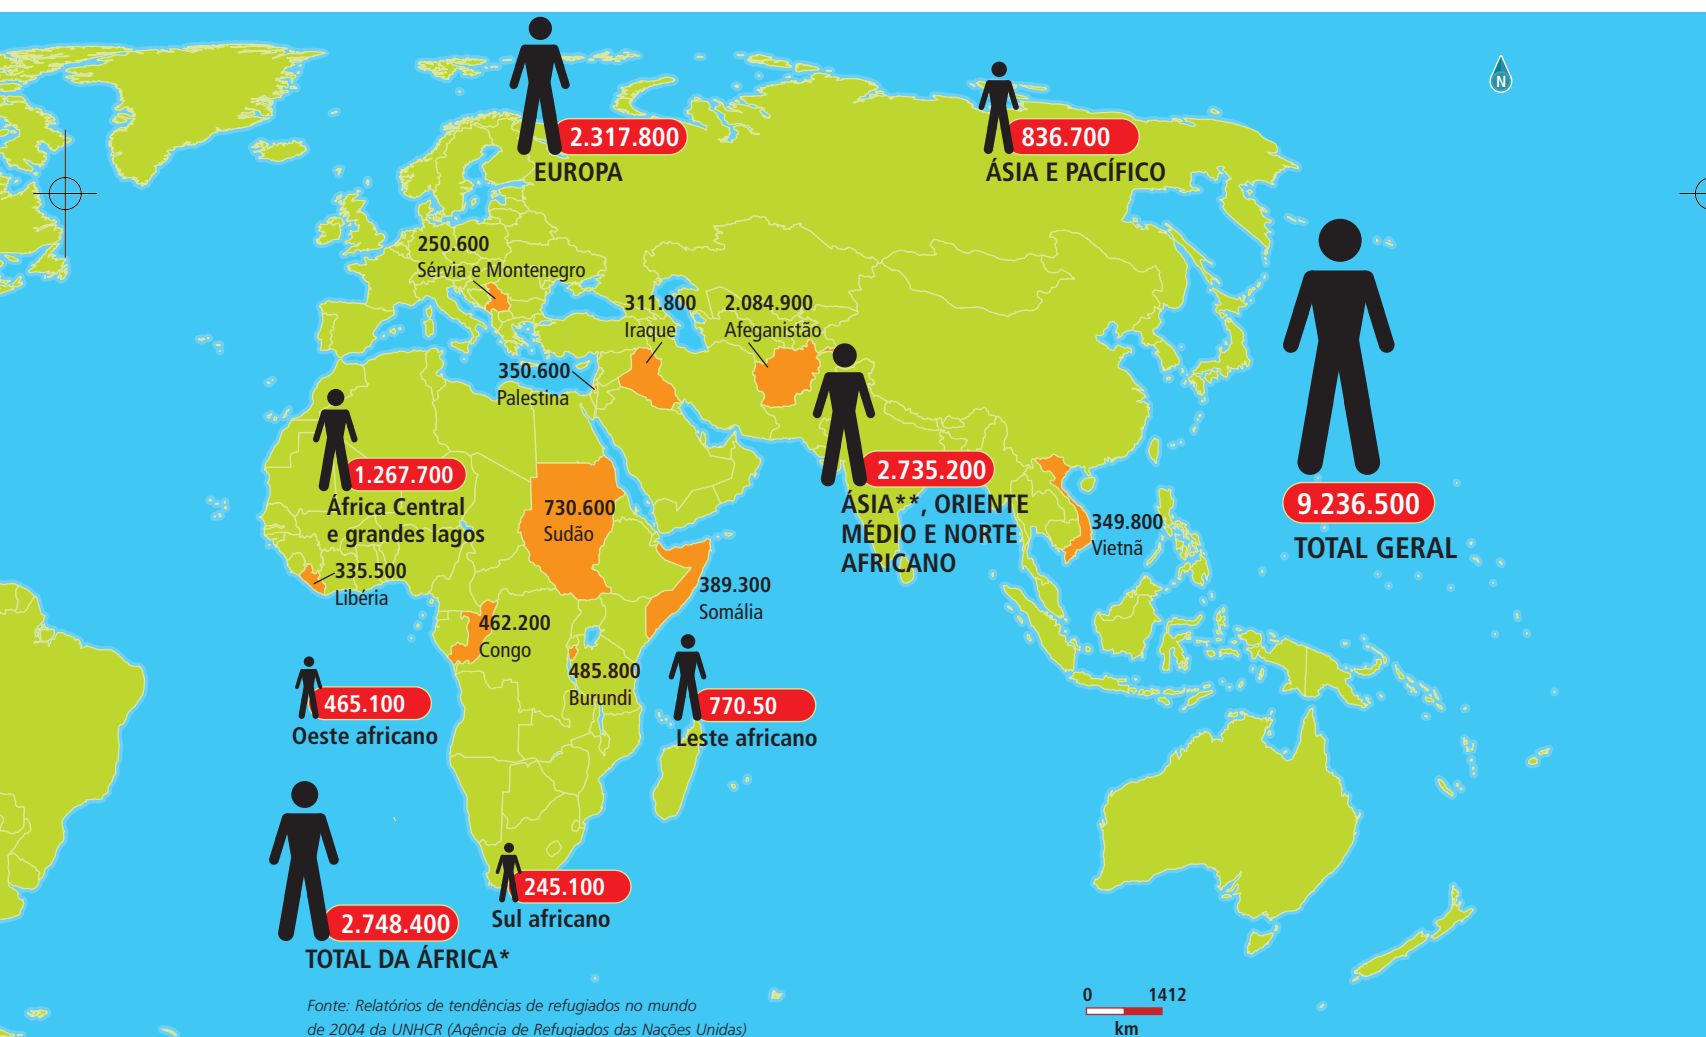 2.317.800
EUROPA
836.700
ÁSIA E PACÍFICO
N
250.600
Sérvia e Montenegro
311.800
Iraque
2.084.900
Afeganistão
350.600
Palestina
1.267.700
África Central
e grandes lagos
730.600
Sudão
2.735.200
ÁSIA**, ORIENTE
MÉDIO E NORTE
AFRICANO
349.800
Vietnã
9.236.500
TOTAL GERAL
335.500
Libéria
389.300
Somália
462.200
Congo
485.800
Burundi
465.100
Oeste africano
770.50
Leste africano
2.748.400
TOTAL DA ÁFRICA*
245.100
Sul africano
Fonte: Relatórios de tendências de refugiados no mundo
de 2004 da UNHCR (Agência de Refugiados das Nações Unidas)
0 1412
km